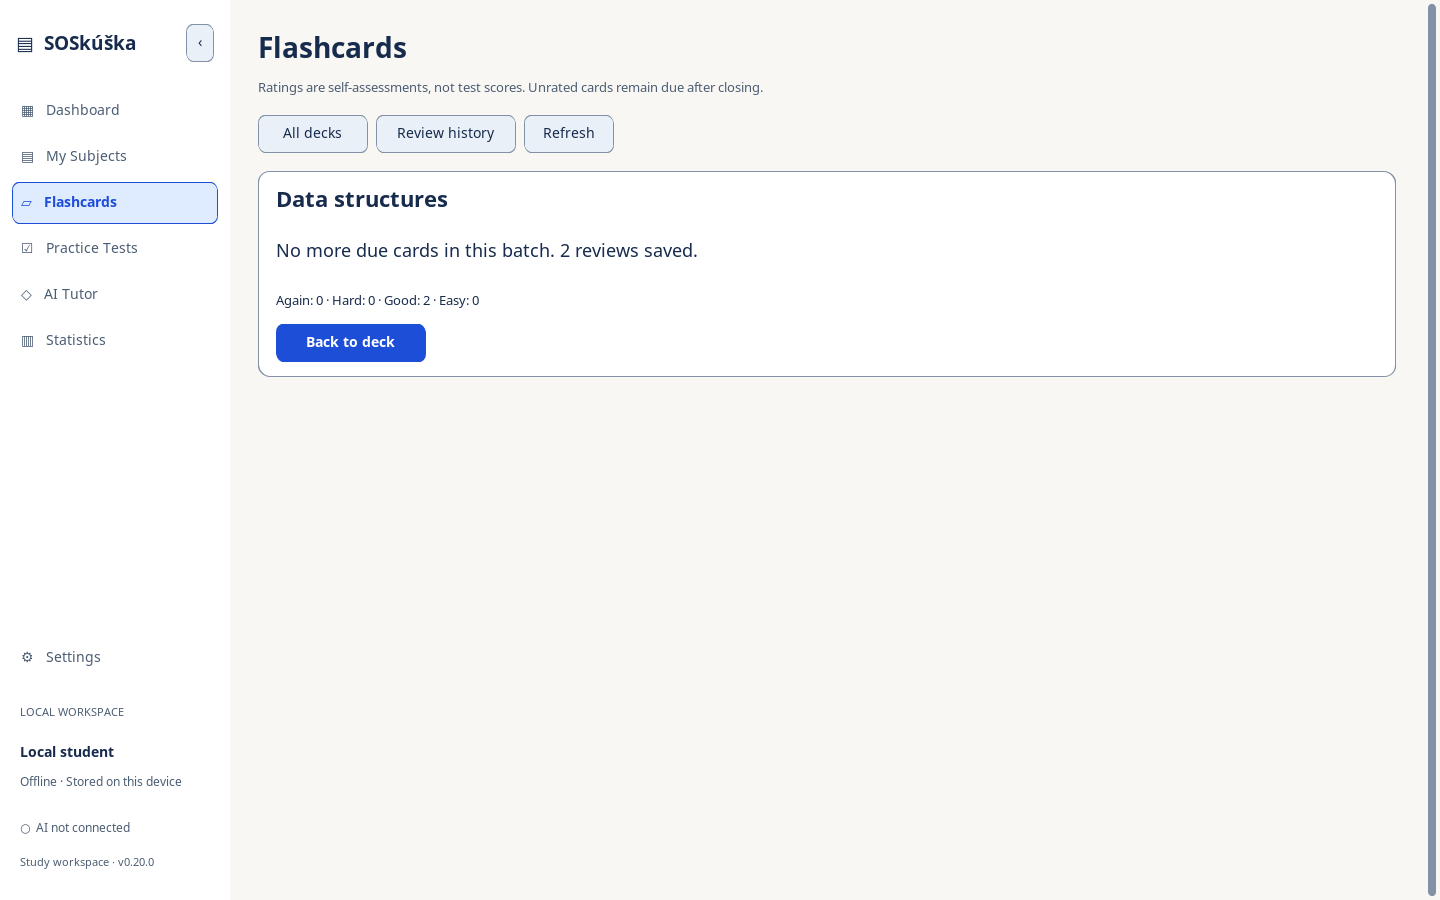 SOSkúška
Dashboard
My Subjects
Flashcards
Practice Tests
AI Tutor
Statistics
Settings
LOCAL WORKSPACE
Local student
Offline · Stored on this device
AI not connected
Study workspace · v0.20.0
Flashcards
Ratings are self-assessments, not test scores. Unrated cards remain due after closing.
All decks
Review history
Refresh
Data structures
No more due cards in this batch. 2 reviews saved.
Again: 0 · Hard: 0 · Good: 2 · Easy: 0
Back to deck